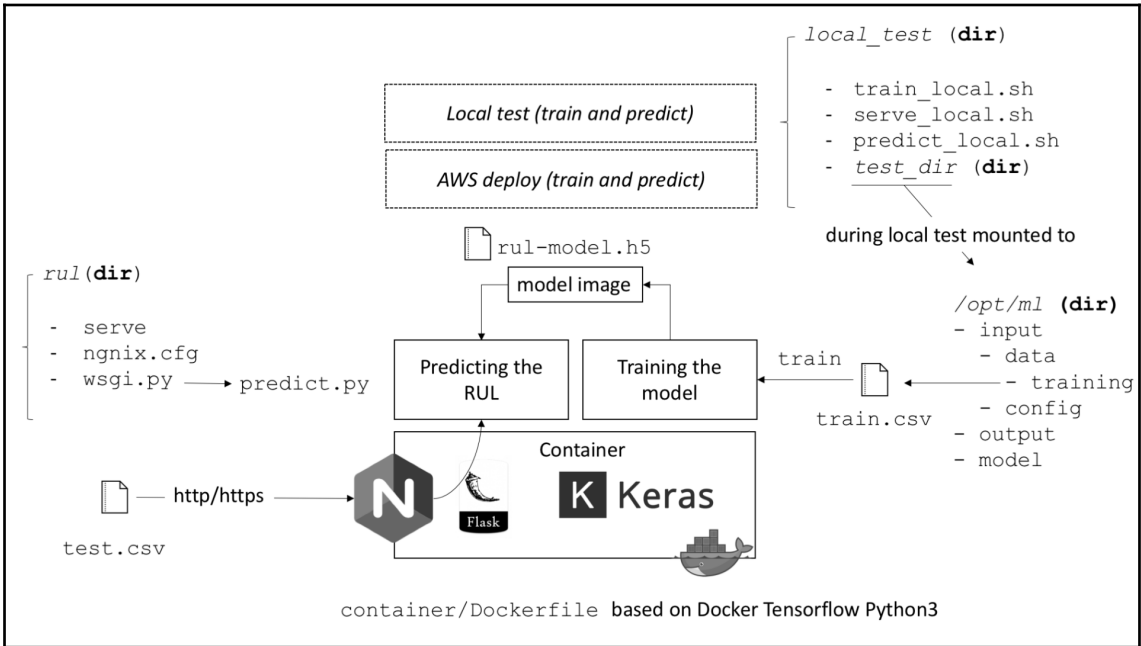 local_test (dir)
- train_local.sh
- serve_local.sh
- predict_local.sh
- test_dir (dir)
Local test (train and predict)
AWS deploy (train and predict)
during local test mounted to
rul-model.h5
model image
rul(dir)
- serve
- ngnix.cfg
- wsgi.py
predict.py
Predicting the
RUL
Training the
model
train
train.csv
/opt/ml (dir)
- input
- data
- training
- config
- output
- model
Container
N
Flask
K Keras
http/https
test.csv
container/Dockerfile based on Docker Tensorflow Python3